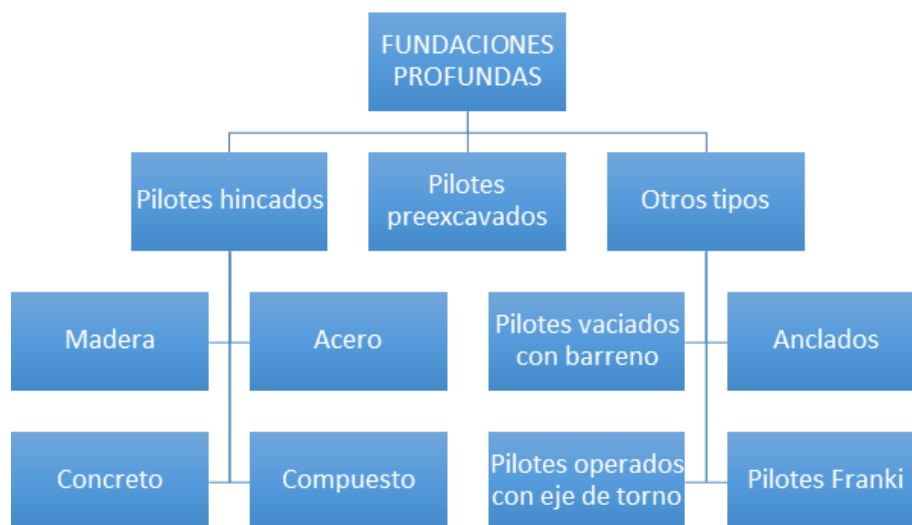 FUNDACIONES
PROFUNDAS
Pilotes hincados
Pilotes
preexcavados
Otros tipos
Madera
Acero
Pilotes vaciados
con barreno
Anclados
Concreto
Compuesto
Pilotes operados
con eje de torno
Pilotes Franki